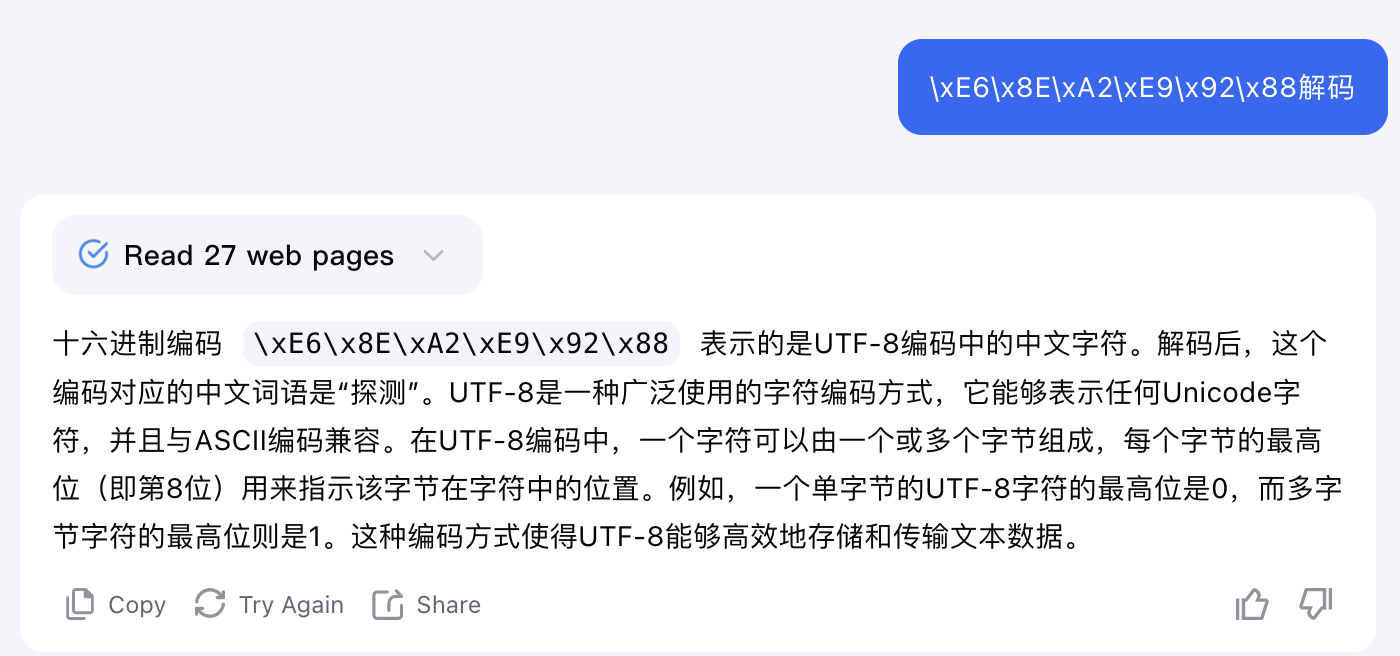 \xE6\x8E\xA2\xE9\x92\x88解码
Read 27 web pages
十六进制编码 \xE6\x8E\xA2\xE9\x92\x88 表示的是UTF-8编码中的中文字符。解码后，这个
编码对应的中文词语是“探测”。UTF-8是一种广泛使用的字符编码方式，它能够表示任何Unicode字
符，并且与ASCII编码兼容。在UTF-8编码中，一个字符可以由一个或多个字节组成，每个字节的最高
位（即第8位）用来指示该字节在字符中的位置。例如，一个单字节的UTF-8字符的最高位是0，而多字
节字符的最高位则是1。这种编码方式使得UTF-8能够高效地存储和传输文本数据。
Copy Try Again Share